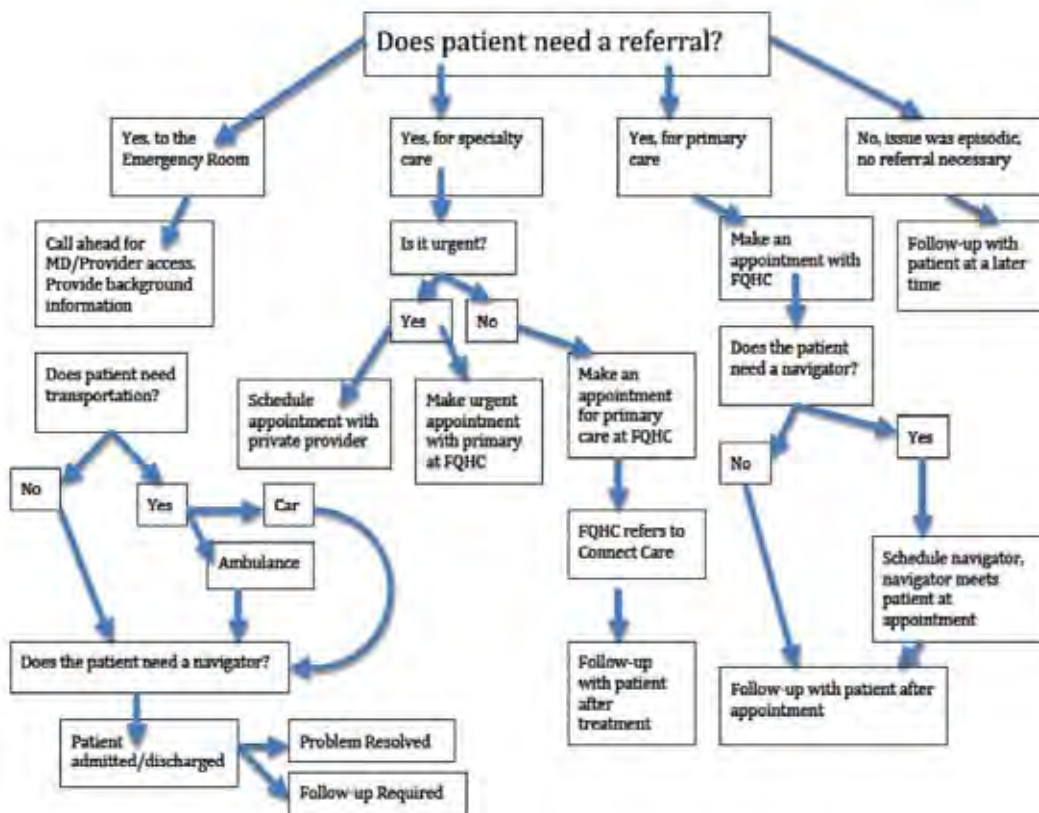 Does patient need a referral?
Yes, to the
Emergency Room
Yes, for specialty
care
Yes, for primary
care
No, issue was episodic,
no referral necessary
Call ahead for
MD/Provider access.
Provide background
information
Is it urgent?
Make an
appointment with
FQHC
Follow-up with
patient at a later
time
Yes
No
Does patient need
transportation?
Schedule
appointment with
private provider
Make urgent
appointment
with primary
at FQHC
Make an
appointment
for primary
care at FQHC
Does the patient
need a navigator?
No
Yes
No
Yes
Car
Ambulance
FQHC refers to
Connect Care
Schedule navigator,
navigator meets
patient at
appointment
Does the patient need a navigator?
Follow-up
with patient
after
treatment
Follow-up with patient after
appointment
Patient
admitted/discharged
Problem Resolved
Follow-up Required